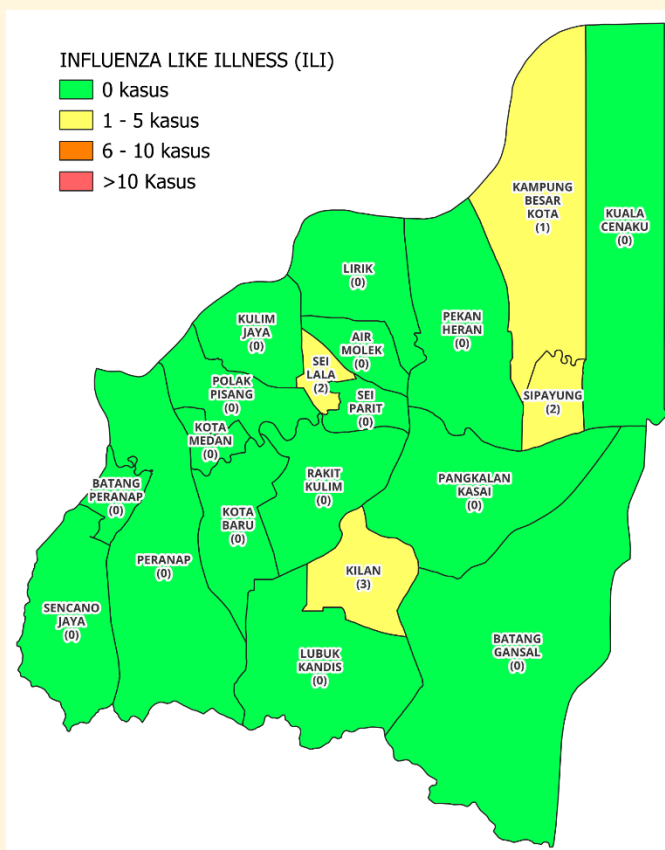 INFLUENZA LIKE ILLNESS (ILI)
0 kasus
1 - 5 kasus
6 - 10 kasus
>10 Kasus
KAMPUNG
BESAR
KOTA
(1)
KUALA
CENAKU
(0)
LIRIK
(0)
KULIM
JAYA
(0)
AIR
MOLEK
(0)
PEKAN
HERAN
(0)
SEI
LALA
(2)
POLAK
PISANG
(0)
SEI
PARIT
(0)
SIPAYUNG
(2)
KOTA
MEDAN
(0)
BATANG
PERANAP
(0)
RAKIT
KULIM
(0)
PANGKALAN
KASAI
(0)
KOTA
BARU
(0)
PERANAP
(0)
KILAN
(3)
SENCANO
JAYA
(0)
LUBUK
KANDIS
(0)
BATANG
GANSAL
(0)